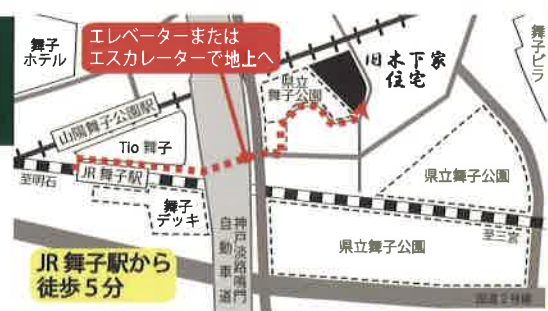 エレベーターまたは
エスカレーターで地上へ
舞子
ホテル
旧木下家
住宅
舞子ビラ
県立
舞子公園
山陽舞子公園駅
Tio 舞子
JR 舞子駅
至明石
舞子
デッキ
神戸淡路鳴門
自動車道
県立舞子公園
県立舞子公園
至三宮
JR 舞子駅から
徒歩5分
国道2号線